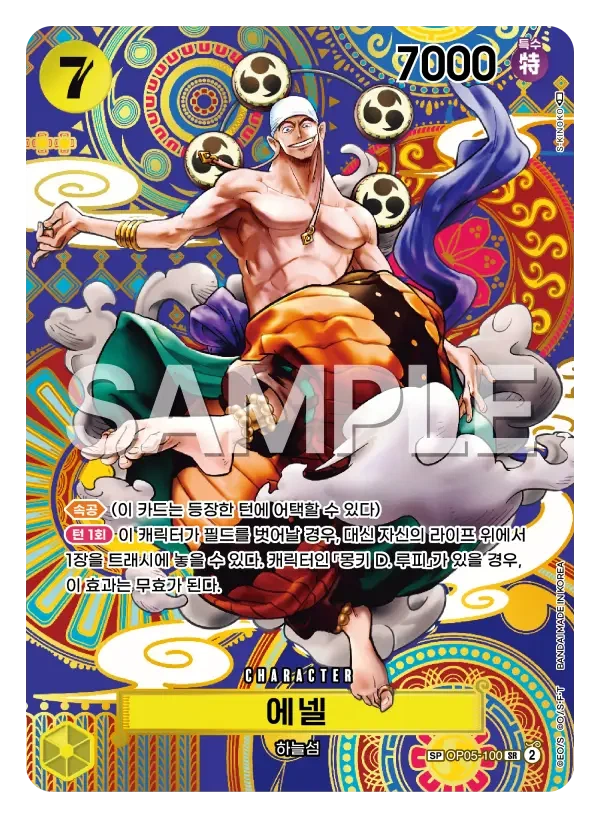 7
7000
특수
特
S-KINGKO
SAMPLE
속공 (이 카드는 등장한 턴에 어택할 수 있다)
턴 1회 이 캐릭터가 필드를 벗어날 경우, 대신 자신의 라이프 위에서
1장을 트래시에 놓을 수 있다. 캐릭터인 「몽키 D. 루피」가 있을 경우,
이 효과는 무효가 된다.
©EO/S ©O/S·F·T BANDAI MADE IN KOREA
CHARACTER
에넬
하늘섬
SP OP05-100 SR 2